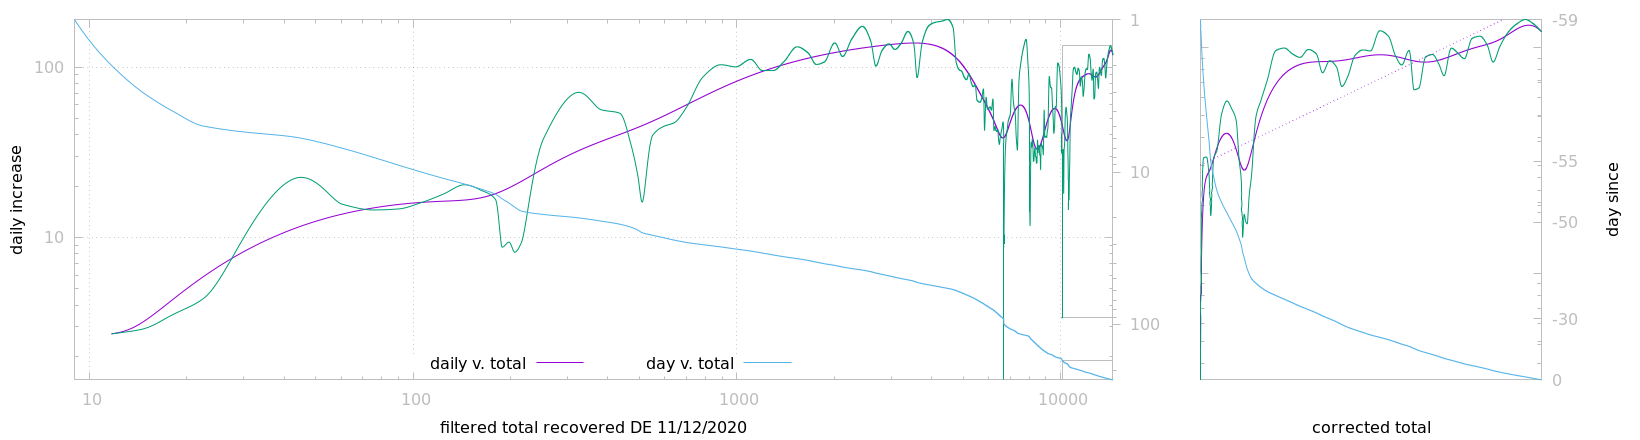 daily increase
100
10
1
10
100
daily v. total
day v. total
10
100
1000
10000
filtered total recovered DE 11/12/2020
-59
-55
-50
-30
0
day since
corrected total